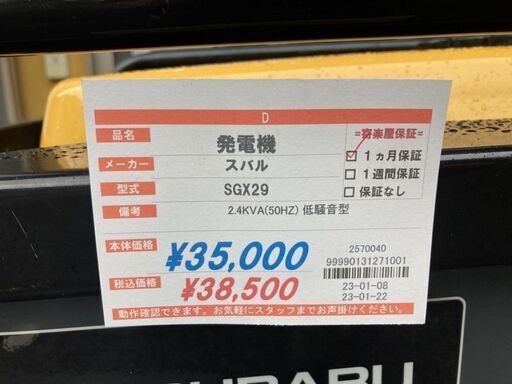 D
品名 発電機
メーカー スバル
型式 SGX29
備考 2.4KVA(50HZ) 低騒音型
=喜楽屋保証=
☑ 1ヵ月保証
□ 1週間保証
□ 保証なし
本体価格 ¥35,000
税込価格 ¥38,500
2570040
99990131271001
23-01-08
23-01-22
動作確認できます。お気軽にスタッフまでお声掛けください。
SUBARU